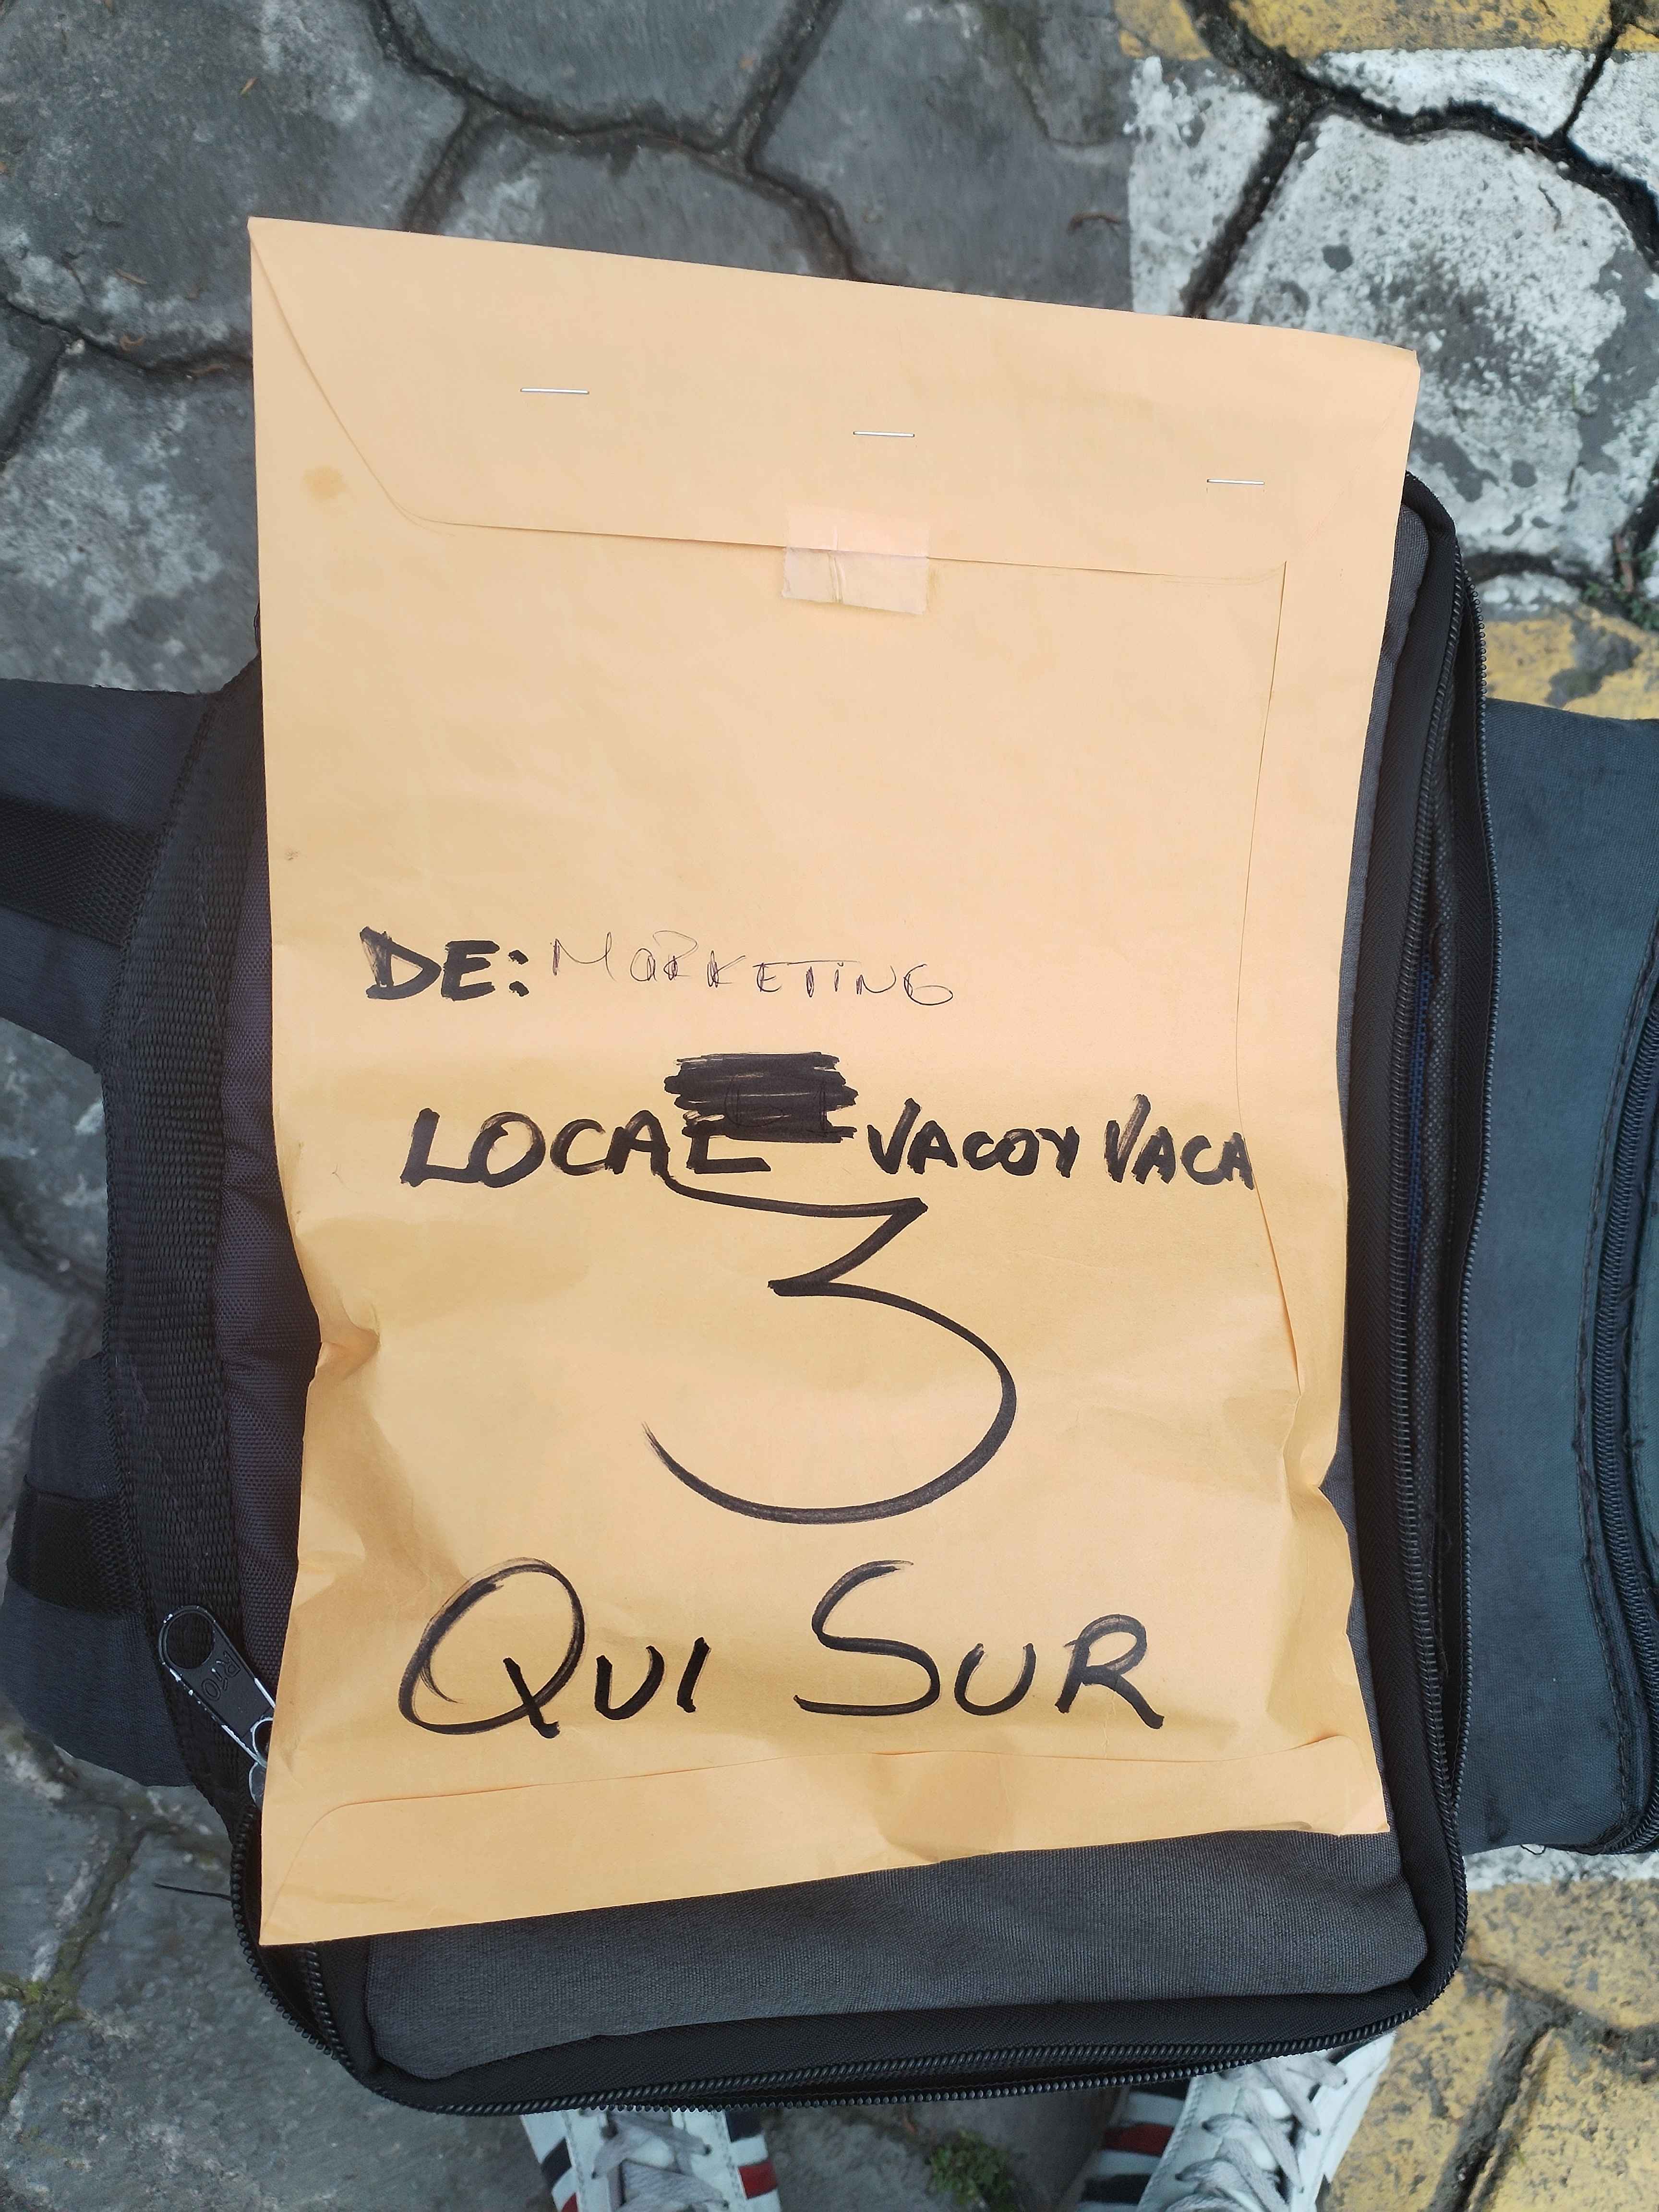 DE: MARKETING
LOCAL VACOY VACA
3
QUI SUR